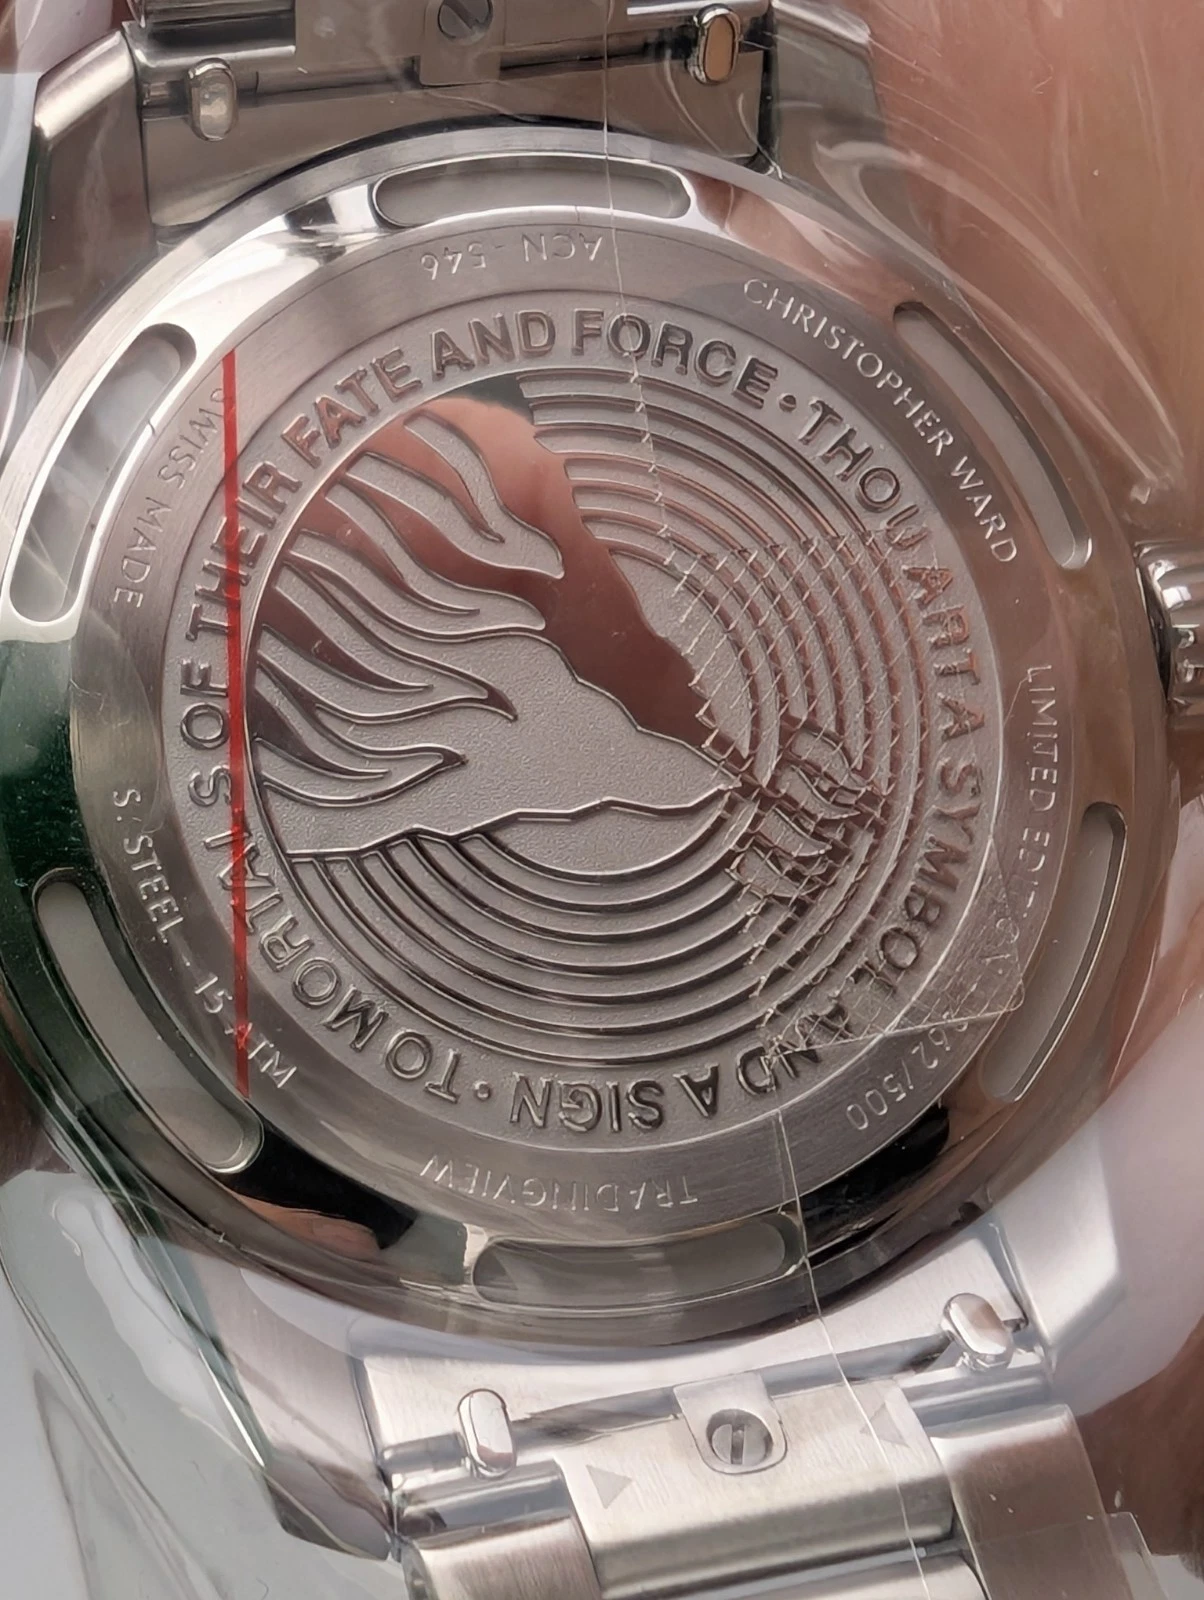 CHRISTOPHER WARD
LIMITED EDITION
62/500
TRADINGVIEW
S/STEEL - 15 ATM
SWISS MADE
ACN -546
THOU ART A SYMBOL AND A SIGN •
TO MORTALS OF THEIR FATE AND FORCE •